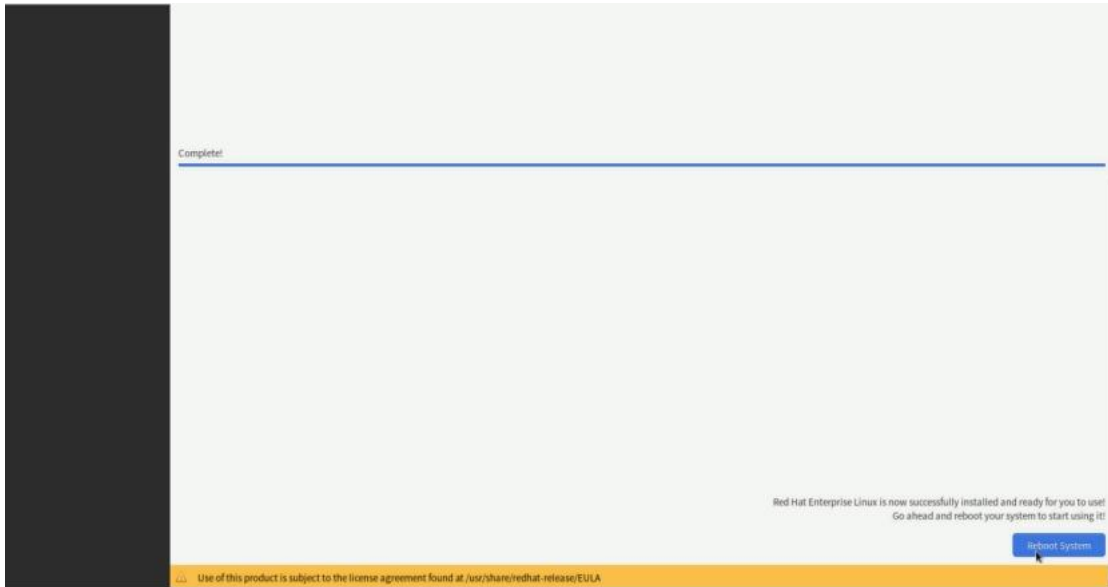 Complete!
Red Hat Enterprise Linux is now successfully installed and ready for you to use!
Go ahead and reboot your system to start using it!
Reboot System
Use of this product is subject to the license agreement found at /usr/share/redhat-release/EULA